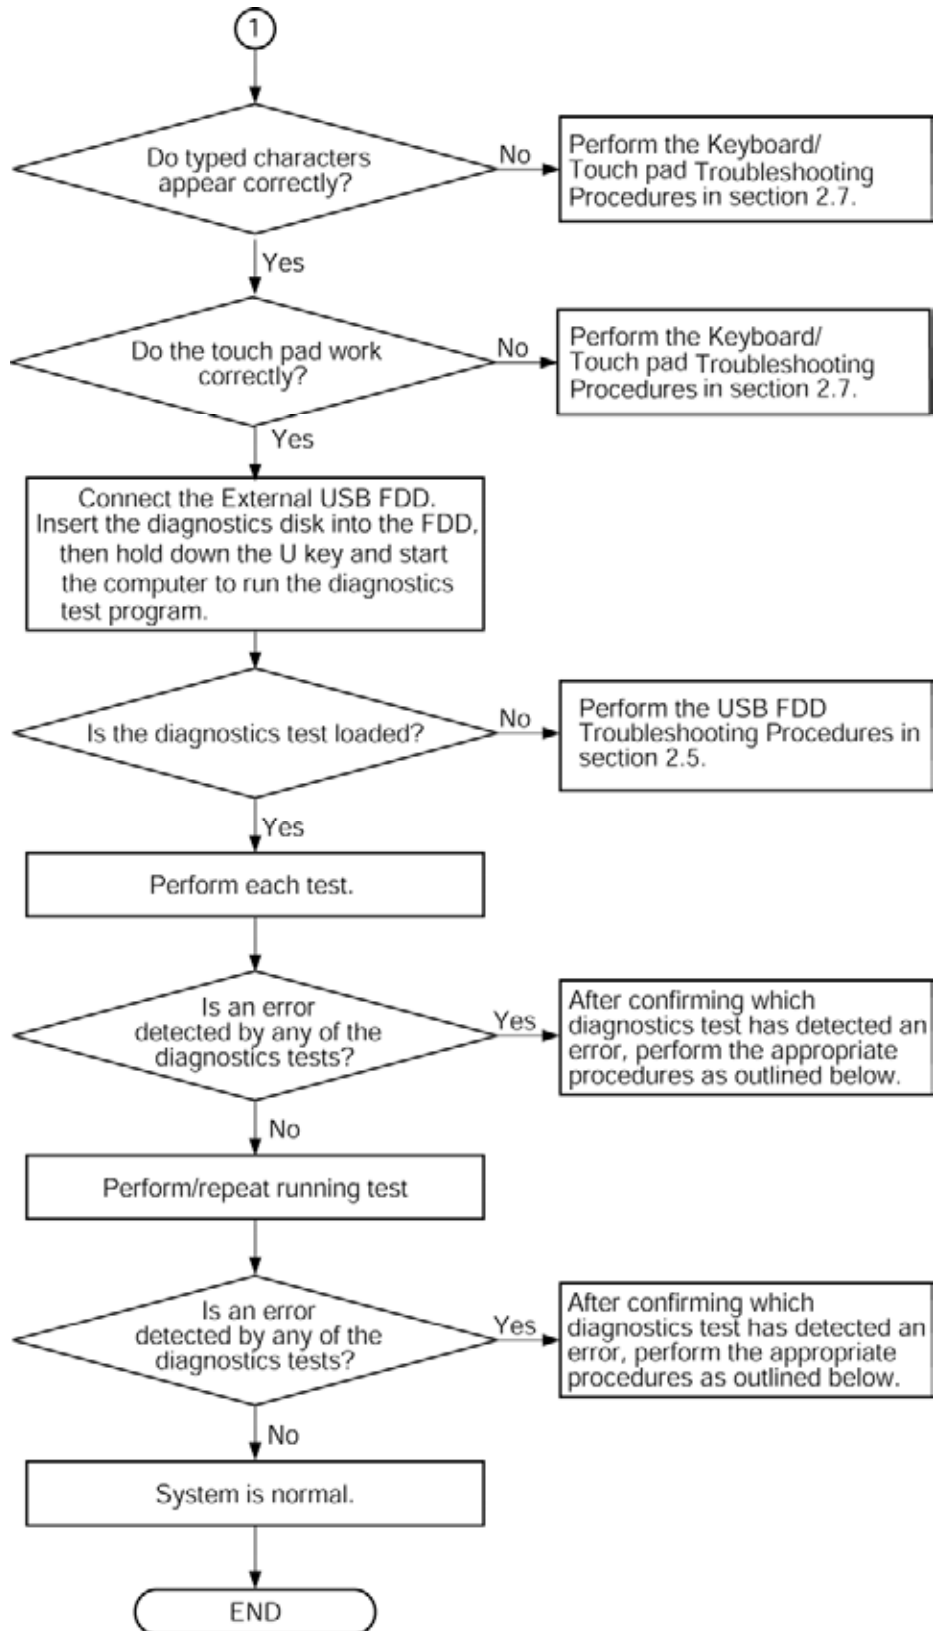 1
Do typed characters
appear correctly?
No
Perform the Keyboard/
Touch pad Troubleshooting
Procedures in section 2.7.
Yes
Do the touch pad work
correctly?
No
Perform the Keyboard/
Touch pad Troubleshooting
Procedures in section 2.7.
Yes
Connect the External USB FDD.
Insert the diagnostics disk into the FDD,
then hold down the U key and start
the computer to run the diagnostics
test program.
Is the diagnostics test loaded?
No
Perform the USB FDD
Troubleshooting Procedures in
section 2.5.
Yes
Perform each test.
Is an error
detected by any of the
diagnostics tests?
Yes
After confirming which
diagnostics test has detected an
error, perform the appropriate
procedures as outlined below.
No
Perform/repeat running test
Is an error
detected by any of the
diagnostics tests?
Yes
After confirming which
diagnostics test has detected an
error, perform the appropriate
procedures as outlined below.
No
System is normal.
END